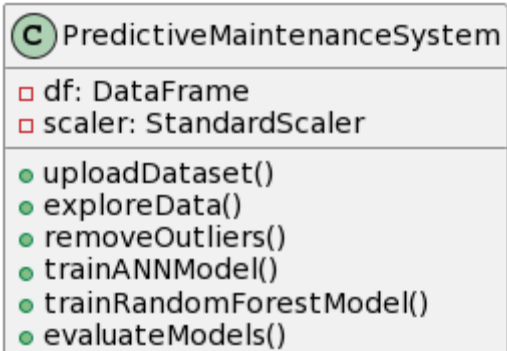 C PredictiveMaintenanceSystem
df: DataFrame
scaler: StandardScaler
uploadDataset()
exploreData()
removeOutliers()
trainANNModel()
trainRandomForestModel()
evaluateModels()